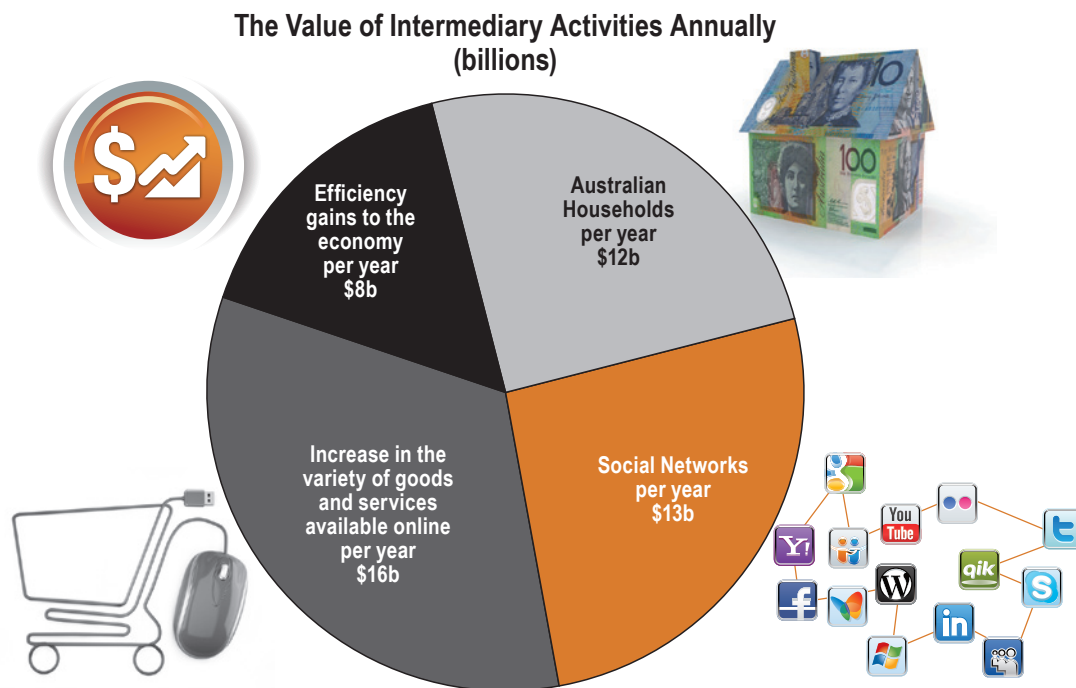 The Value of Intermediary Activities Annually
(billions)
Efficiency
gains to the
economy
per year
$8b
Australian
Households
per year
$12b
Increase in the
variety of goods
and services
available online
per year
$16b
Social Networks
per year
$13b
$
10
100
You
Tube
Y!
qik
W
in